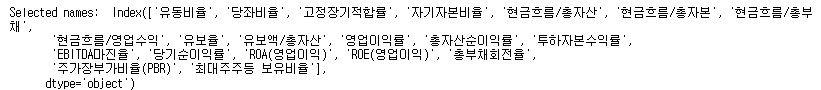 Selected names:  Index(['유동비율', '당좌비율', '고정장기적합률', '자기자본비율', '현금흐름/총자산', '현금흐름/총자본', '현금흐름/총부
채',
'현금흐름/영업수익', '유보율', '유보액/총자산', '영업이익률', '총자산순이익률', '투하자본수익률',
'EBITDA마진율', '당기순이익률', 'ROA(영업이익)', 'ROE(영업이익)', '총부채회전율',
'주가장부가비율(PBR)', '최대주주등 보유비율'],
dtype='object')